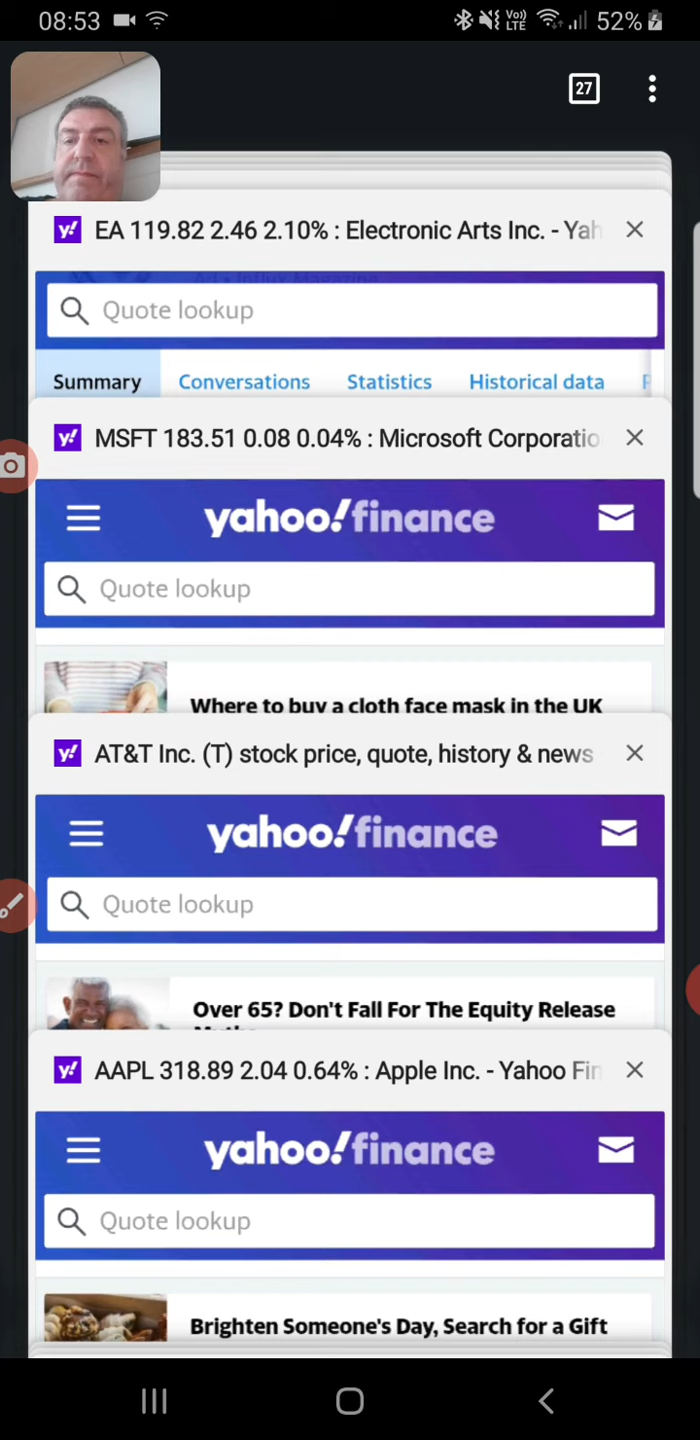 08:53
Vo) LTE 52%
27
EA 119.82 2.46 2.10% : Electronic Arts Inc. - Yah
Quote lookup
Summary Conversations Statistics Historical data
MSFT 183.51 0.08 0.04% : Microsoft Corporatio
yahoo!finance
Quote lookup
Where to buy a cloth face mask in the UK
AT&T Inc. (T) stock price, quote, history & news
yahoo!finance
Quote lookup
Over 65? Don't Fall For The Equity Release
AAPL 318.89 2.04 0.64% : Apple Inc. - Yahoo Fin
yahoo!finance
Quote lookup
Brighten Someone's Day, Search for a Gift